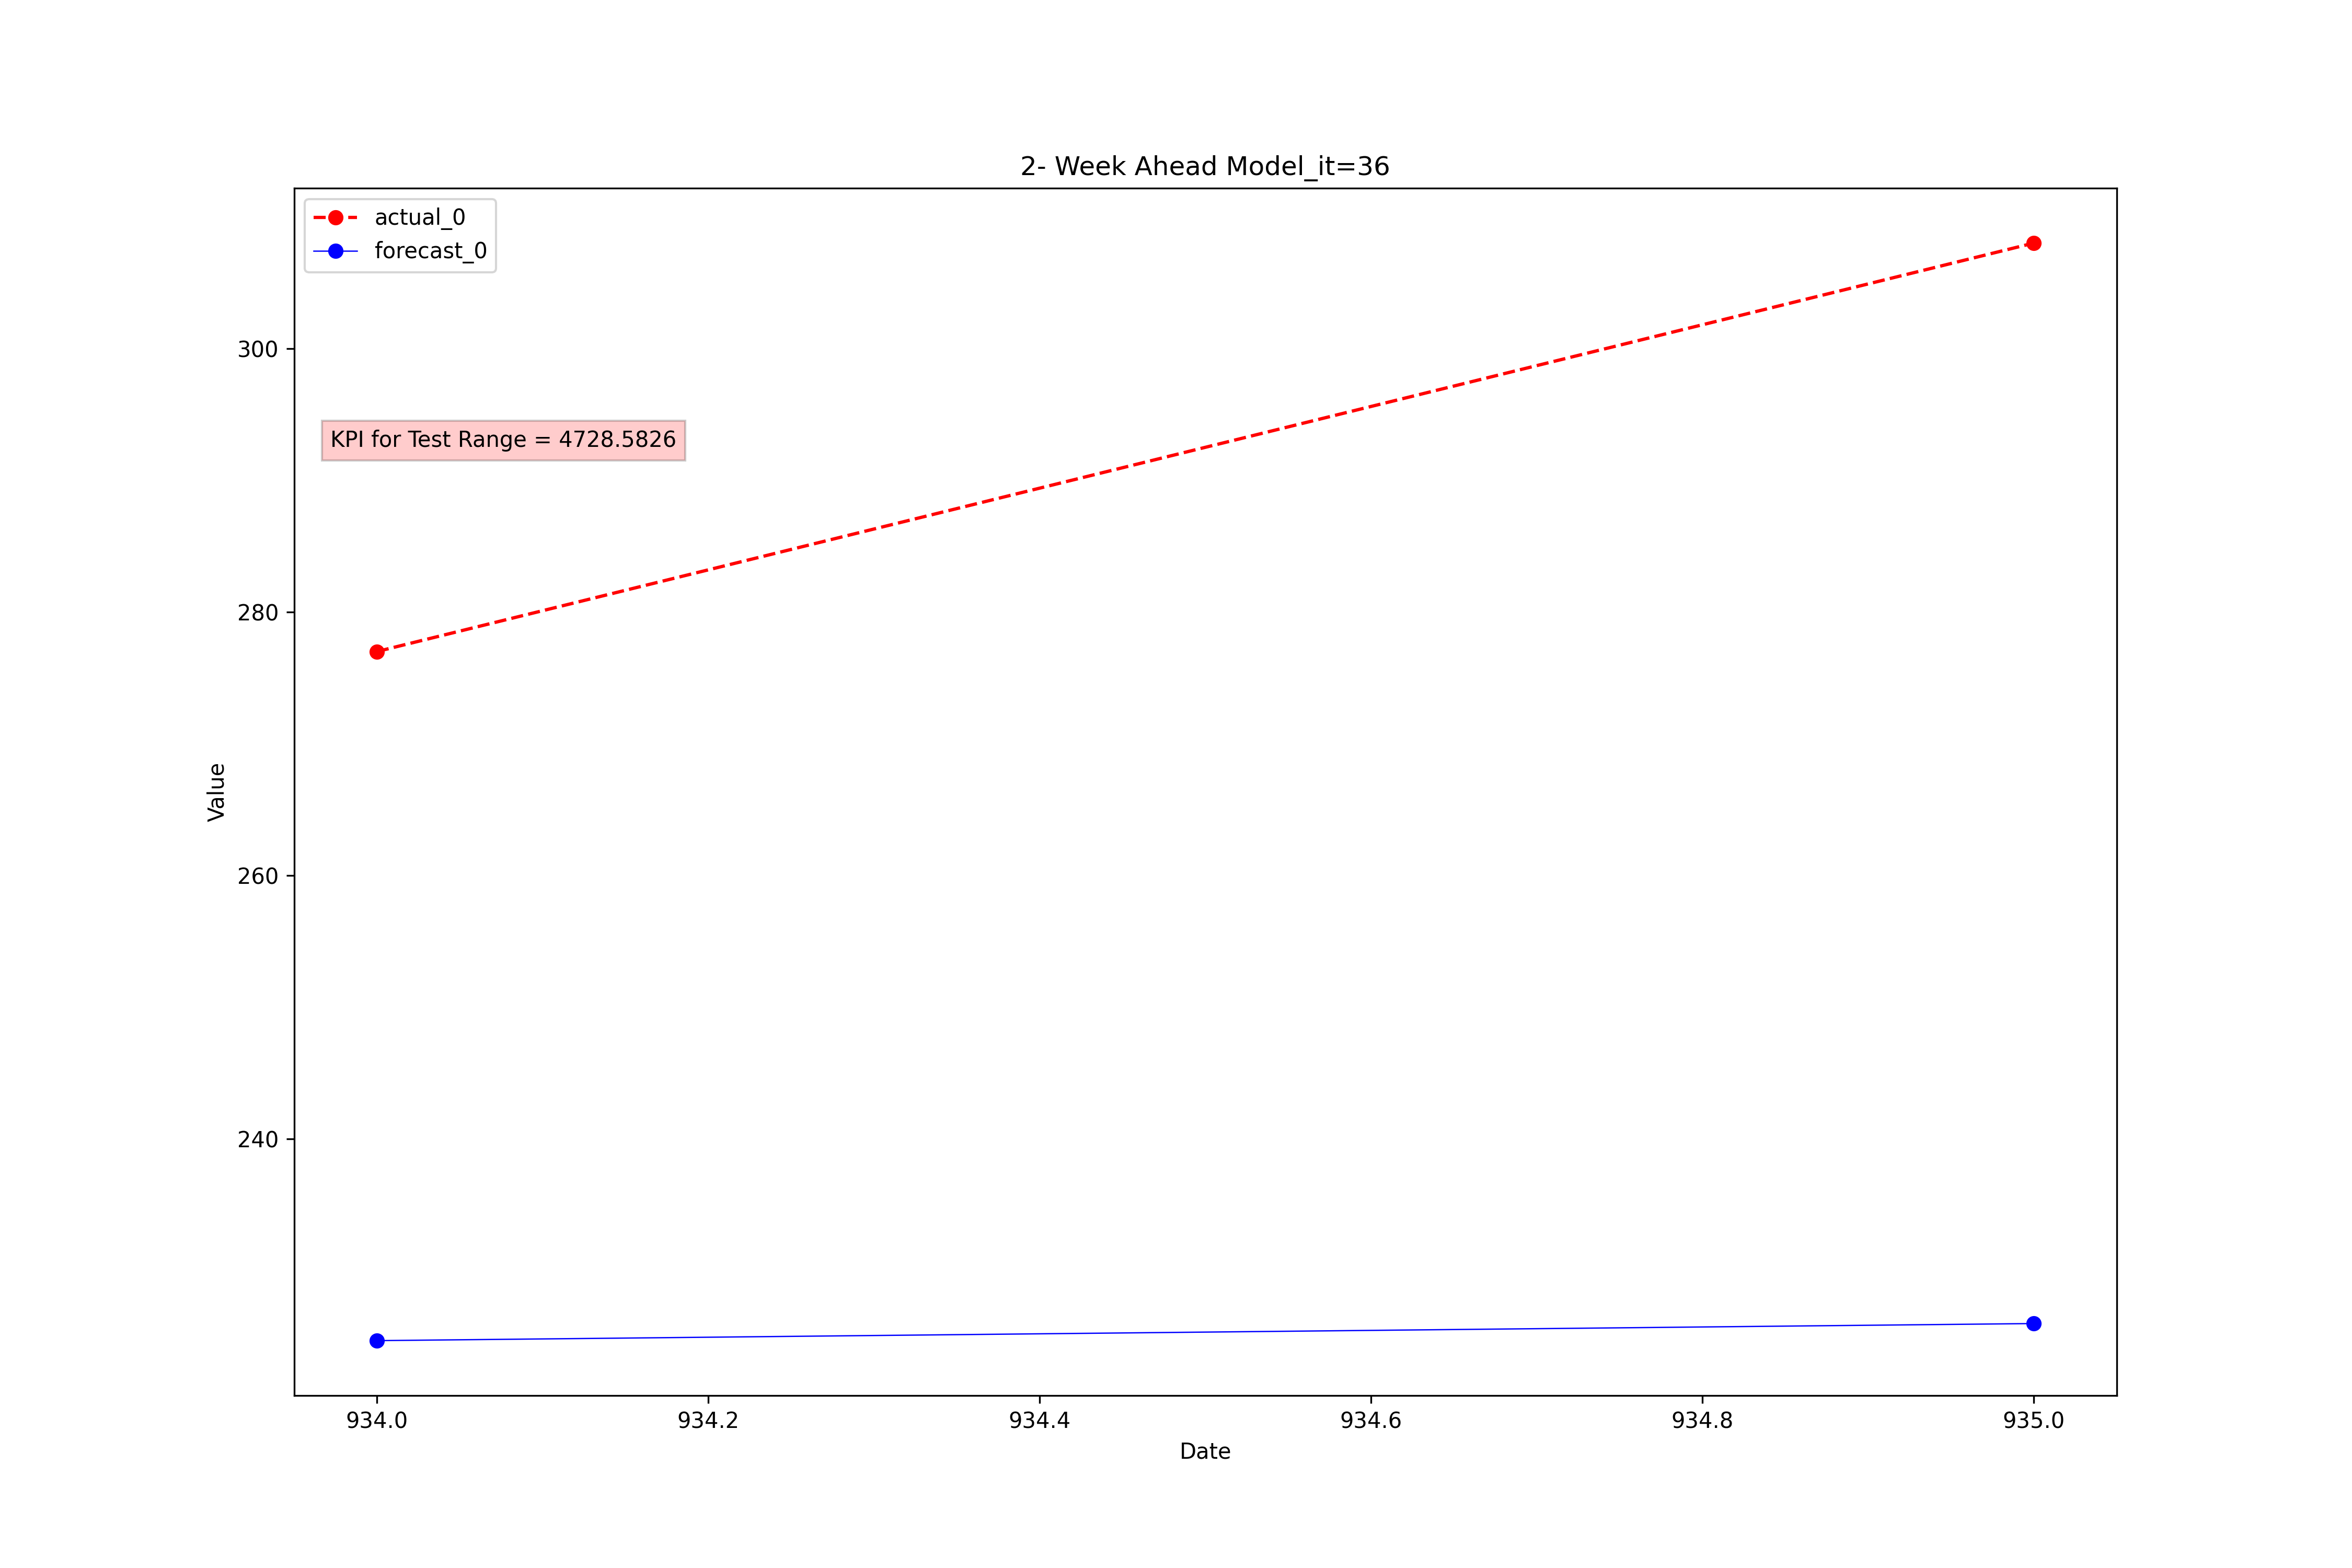 2- Week Ahead Model_it=36
actual_0
forecast_0
KPI for Test Range = 4728.5826
300
280
260
240
Value
934.0 934.2 934.4 934.6 934.8 935.0
Date